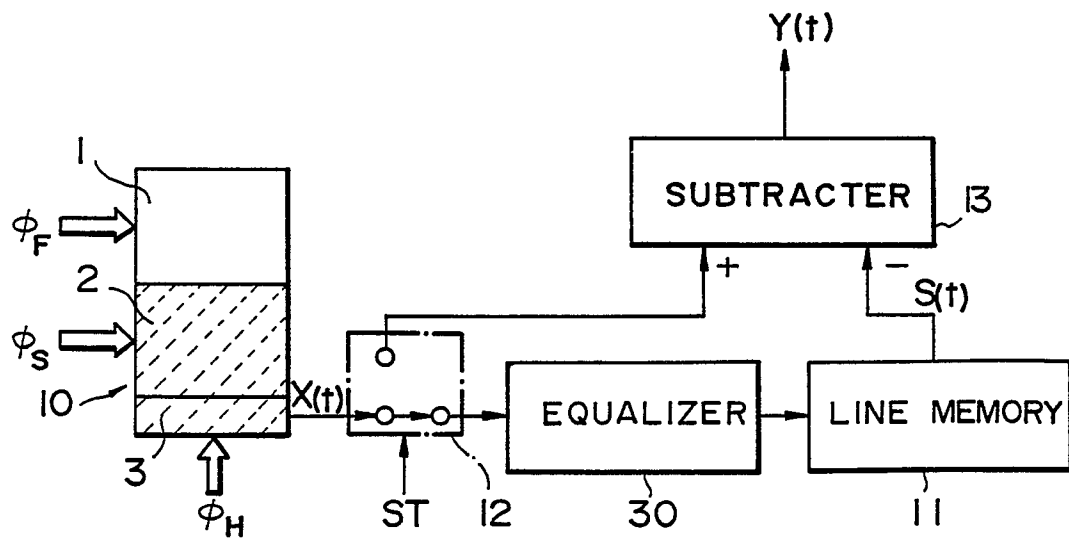 Y(t)
1
SUBTRACTER
13
ϕF
2
+
−
S(t)
ϕS
10
X(t)
EQUALIZER
LINE MEMORY
3
ϕH
ST
12
30
11